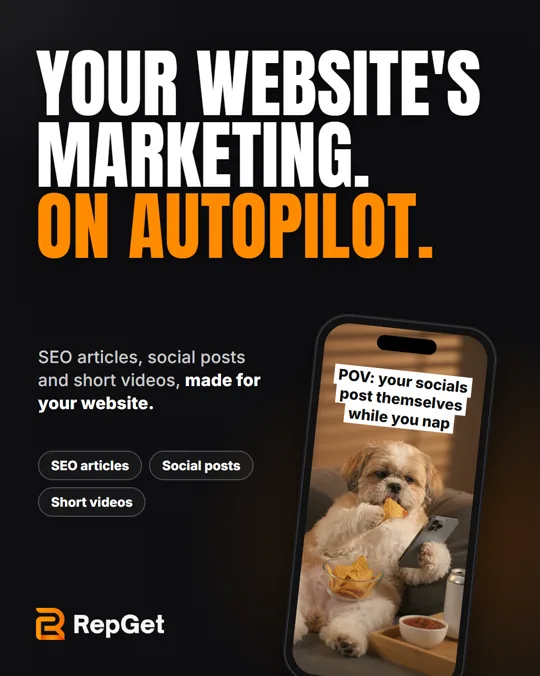 YOUR WEBSITE'S
MARKETING.
ON AUTOPILOT.
SEO articles, social posts
and short videos, made for
your website.
SEO articles
Social posts
Short videos
POV: your socials
post themselves
while you nap
RepGet